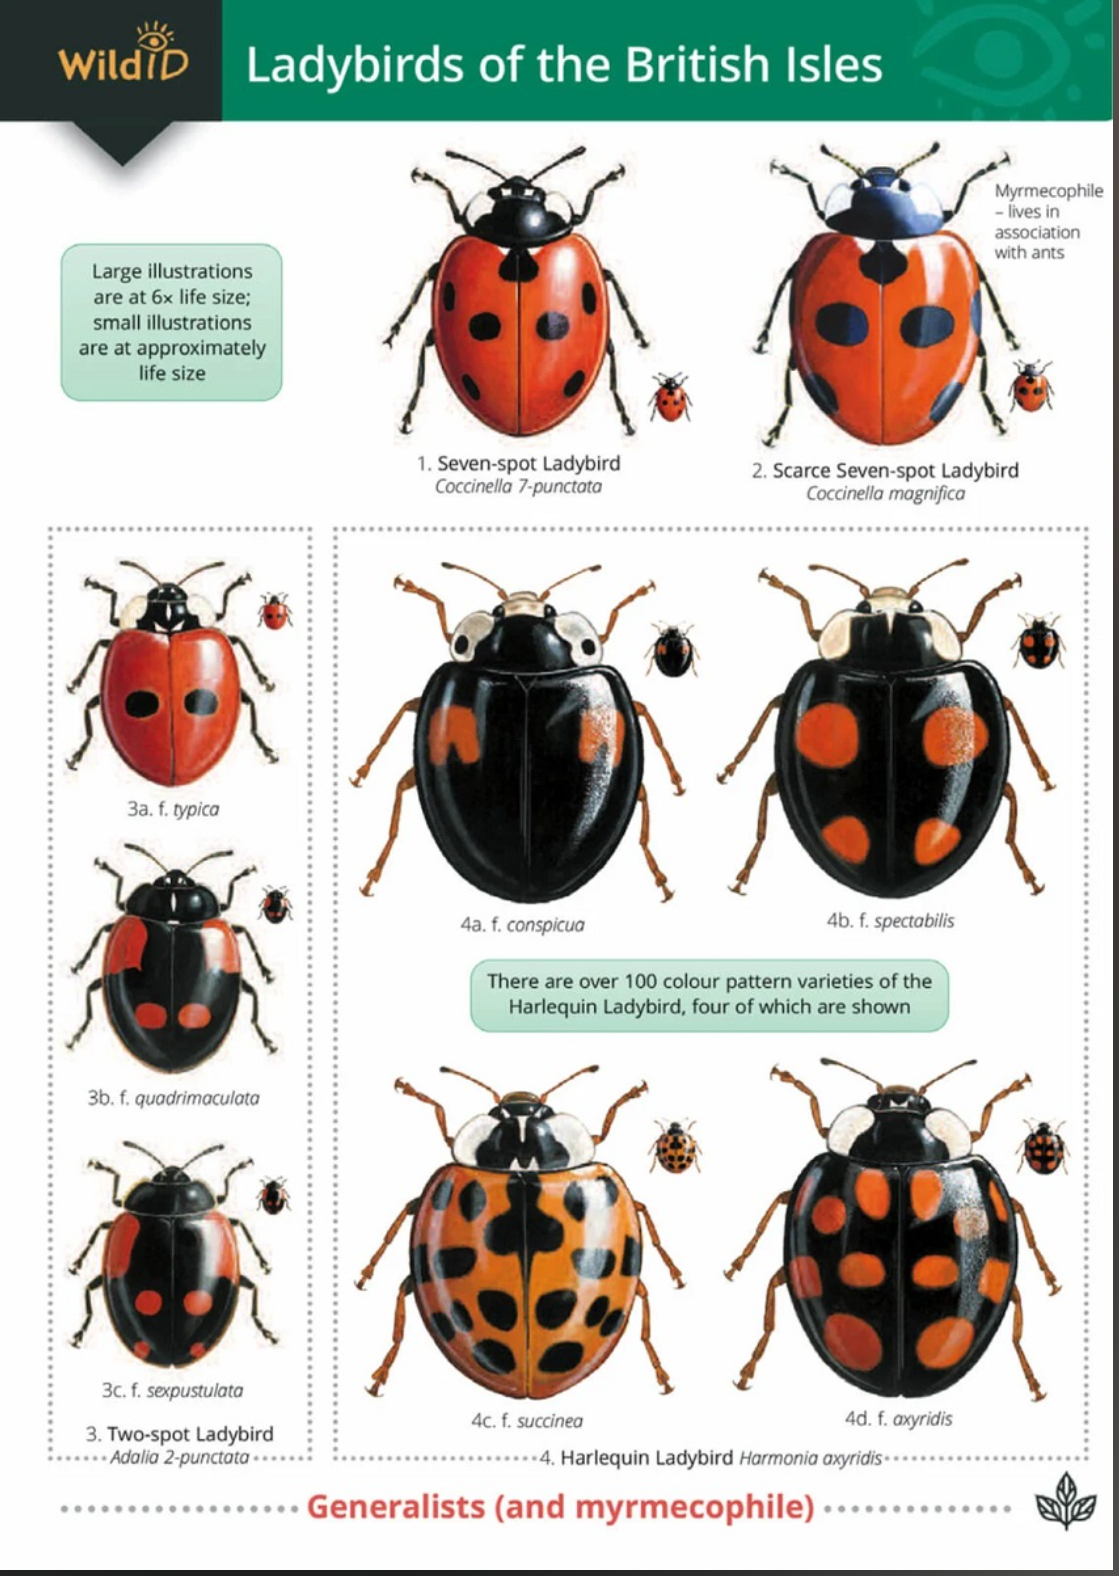 WildID
Ladybirds of the British Isles
Large illustrations
are at 6x life size;
small illustrations
are at approximately
life size
Myrmecophile
– lives in
association
with ants
1. Seven-spot Ladybird
Coccinella 7-punctata
2. Scarce Seven-spot Ladybird
Coccinella magnifica
3a. f. typica
3b. f. quadrimaculata
3c. f. sexpustulata
3. Two-spot Ladybird
Adalia 2-punctata
4a. f. conspicua
4b. f. spectabilis
There are over 100 colour pattern varieties of the
Harlequin Ladybird, four of which are shown
4c. f. succinea
4d. f. axyridis
4. Harlequin Ladybird Harmonia axyridis
Generalists (and myrmecophile)